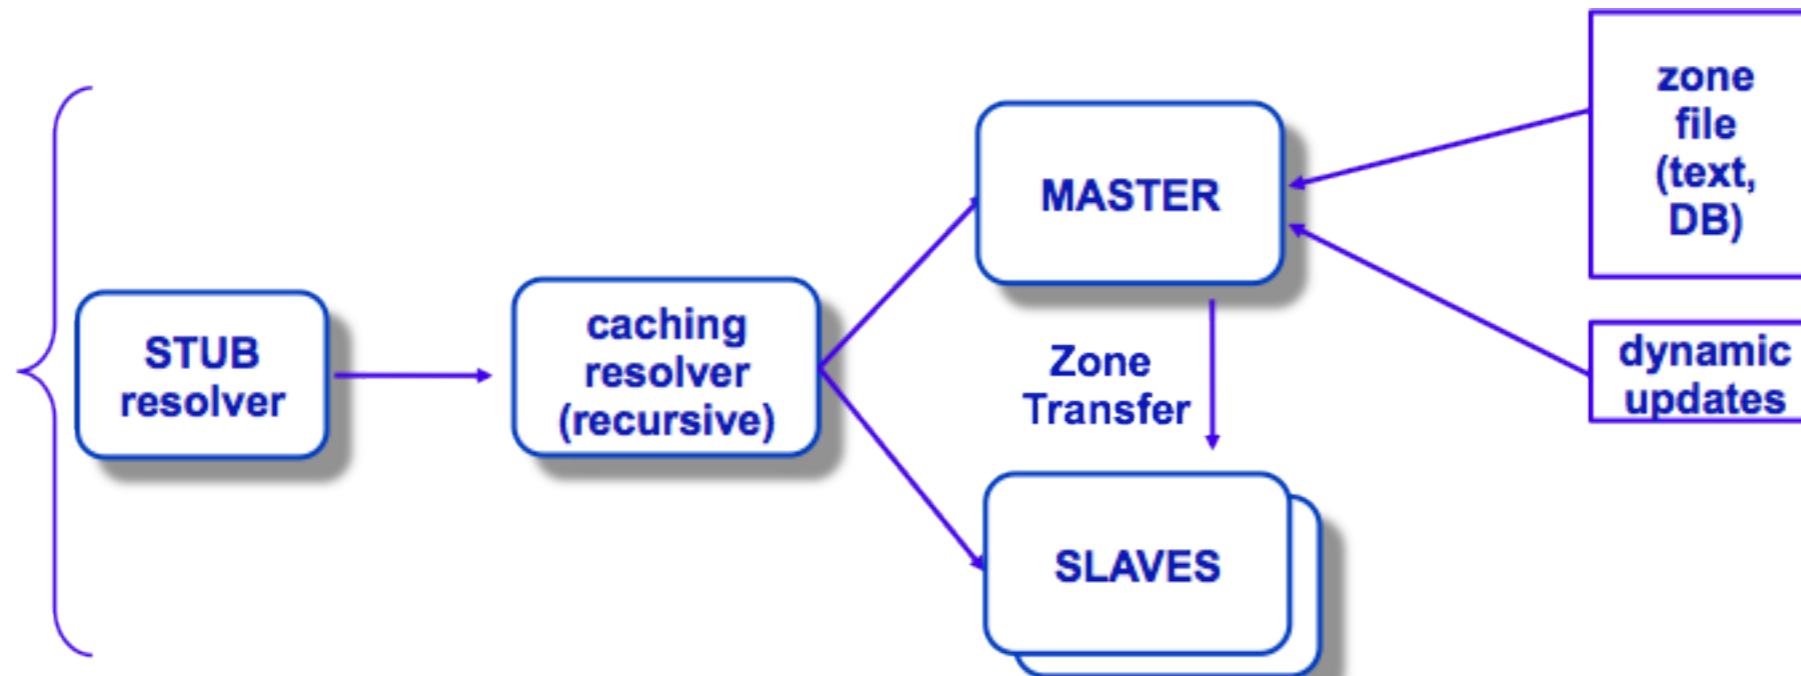 STUB
resolver
caching
resolver
(recursive)
MASTER
Zone
Transfer
SLAVES
zone
file
(text,
DB)
dynamic
updates